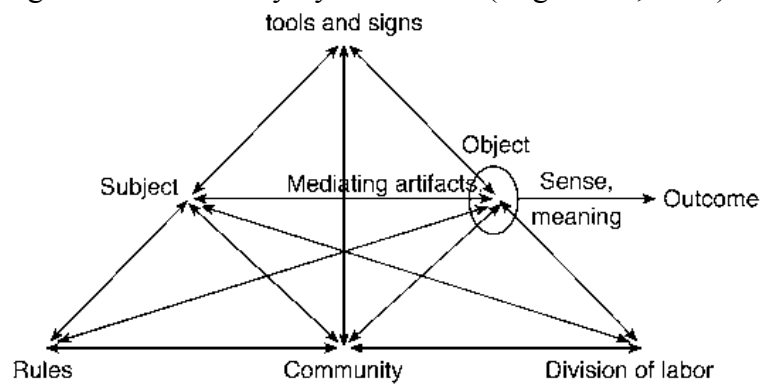 tools and signs
Object
Subject
Mediating artifacts
Sense,
meaning
Outcome
Rules
Community
Division of labor